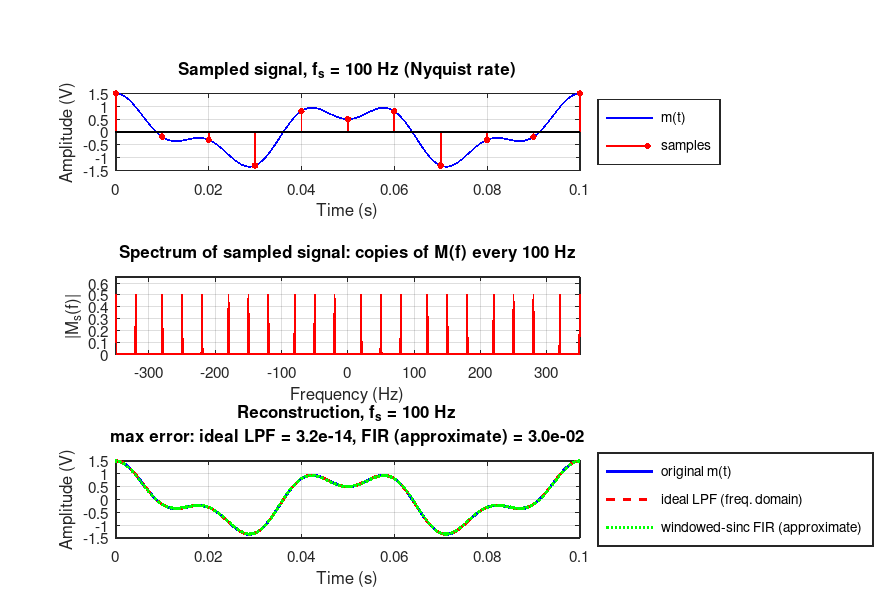 Sampled signal, fs = 100 Hz (Nyquist rate)
Amplitude (V)
1.5
1
0.5
0
-0.5
-1
-1.5
0 0.02 0.04 0.06 0.08 0.1
Time (s)
m(t)
samples
Spectrum of sampled signal: copies of M(f) every 100 Hz
|Ms(f)|
0.6
0.5
0.4
0.3
0.2
0.1
0
-300 -200 -100 0 100 200 300
Frequency (Hz)
Reconstruction, fs = 100 Hz
max error: ideal LPF = 3.2e-14, FIR (approximate) = 3.0e-02
Amplitude (V)
1.5
1
0.5
0
-0.5
-1
-1.5
0 0.02 0.04 0.06 0.08 0.1
Time (s)
original m(t)
ideal LPF (freq. domain)
windowed-sinc FIR (approximate)